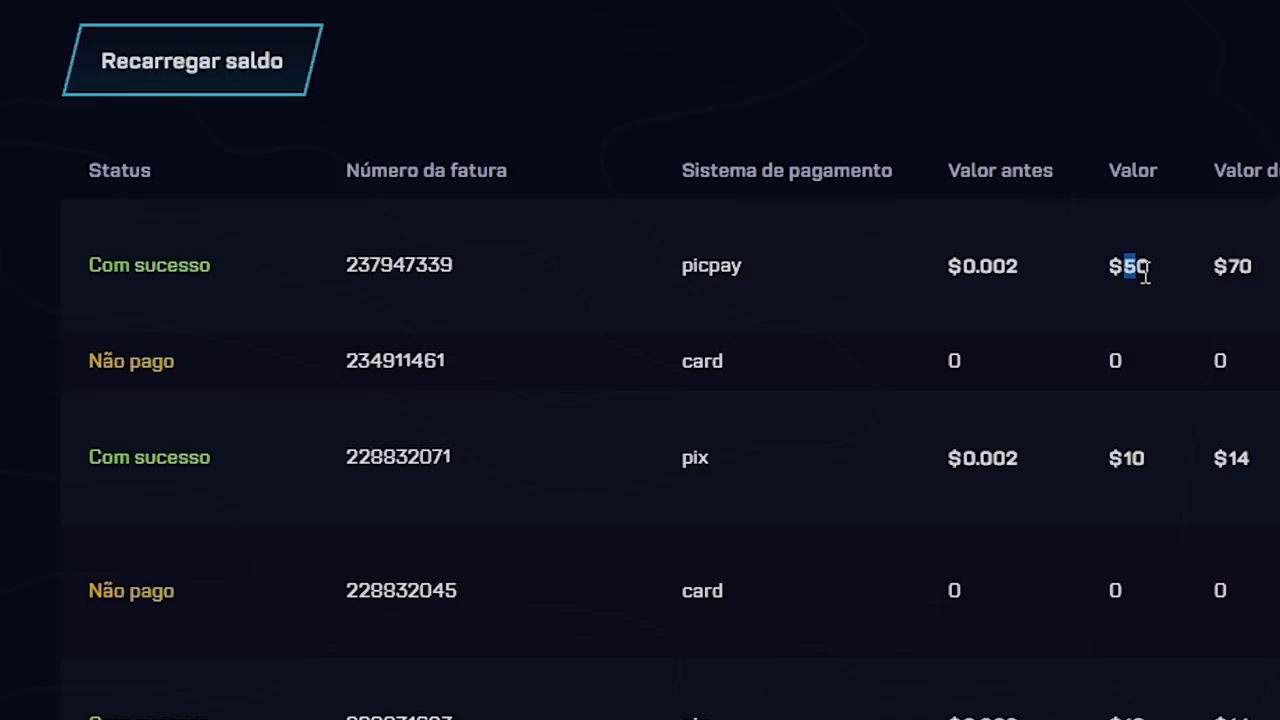 Recarregar saldo
Status Número da fatura Sistema de pagamento Valor antes Valor Valor
Com sucesso 237947339 picpay $0.002 $50 $70
Não pago 234911461 card 0 0 0
Com sucesso 228832071 pix $0.002 $10 $14
Não pago 228832045 card 0 0 0